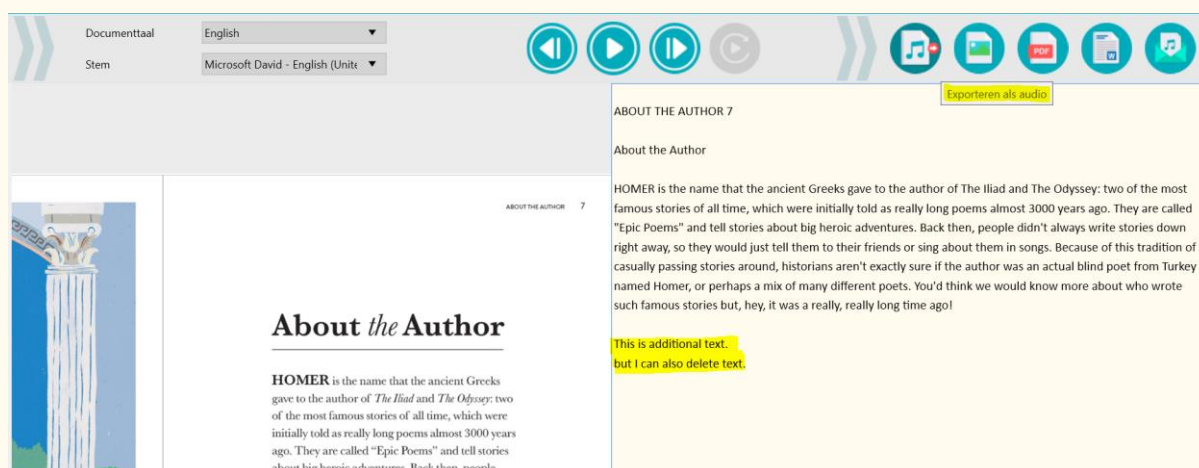 Documenttaal
English
Stem
Microsoft David - English (Unite
PDF
W
Exporteren als audio
ABOUT THE AUTHOR 7
About the Author
HOMER is the name that the ancient Greeks gave to the author of The Iliad and The Odyssey: two of the most
famous stories of all time, which were initially told as really long poems almost 3000 years ago. They are called
"Epic Poems" and tell stories about big heroic adventures. Back then, people didn't always write stories down
right away, so they would just tell them to their friends or sing about them in songs. Because of this tradition of
casually passing stories around, historians aren't exactly sure if the author was an actual blind poet from Turkey
named Homer, or perhaps a mix of many different poets. You'd think we would know more about who wrote
such famous stories but, hey, it was a really, really long time ago!
This is additional text.
but I can also delete text.
ABOUT THE AUTHOR 7
About the Author
HOMER is the name that the ancient Greeks
gave to the author of The Iliad and The Odyssey: two
of the most famous stories of all time, which were
initially told as really long poems almost 3000 years
ago. They are called “Epic Poems” and tell stories
about big heroic adventures. Back then, people